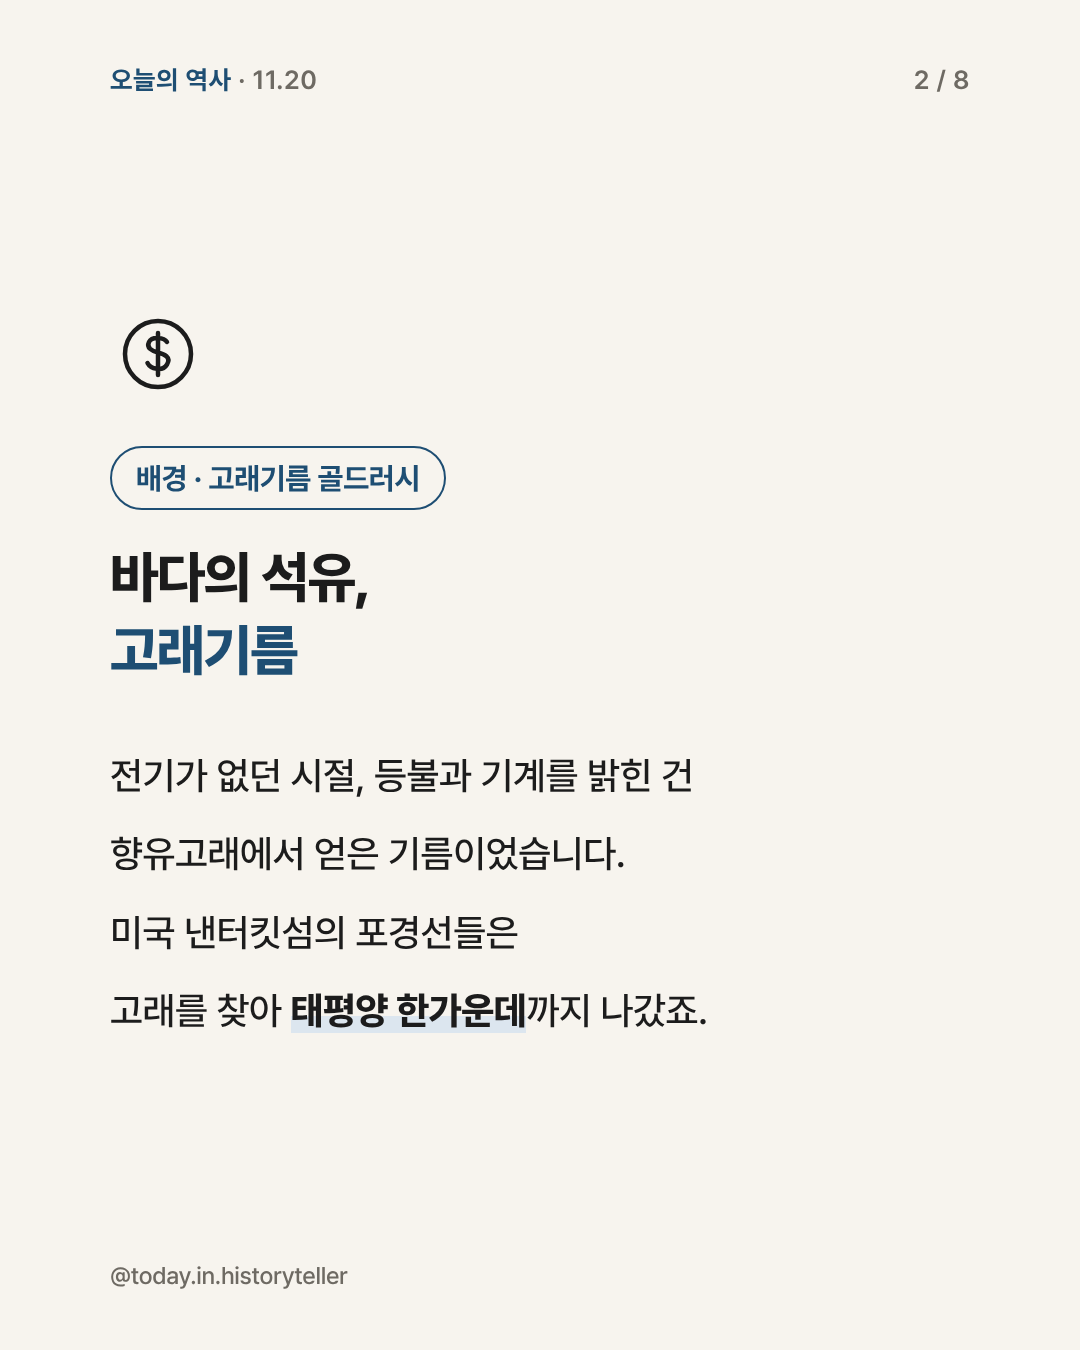 오늘의 역사 · 11.20
2 / 8
$
배경 · 고래기름 골드러시
바다의 석유,
고래기름
전기가 없던 시절, 등불과 기계를 밝힌 건
향유고래에서 얻은 기름이었습니다.
미국 낸터킷섬의 포경선들은
고래를 찾아 태평양 한가운데까지 나갔죠.
@today.in.historyteller